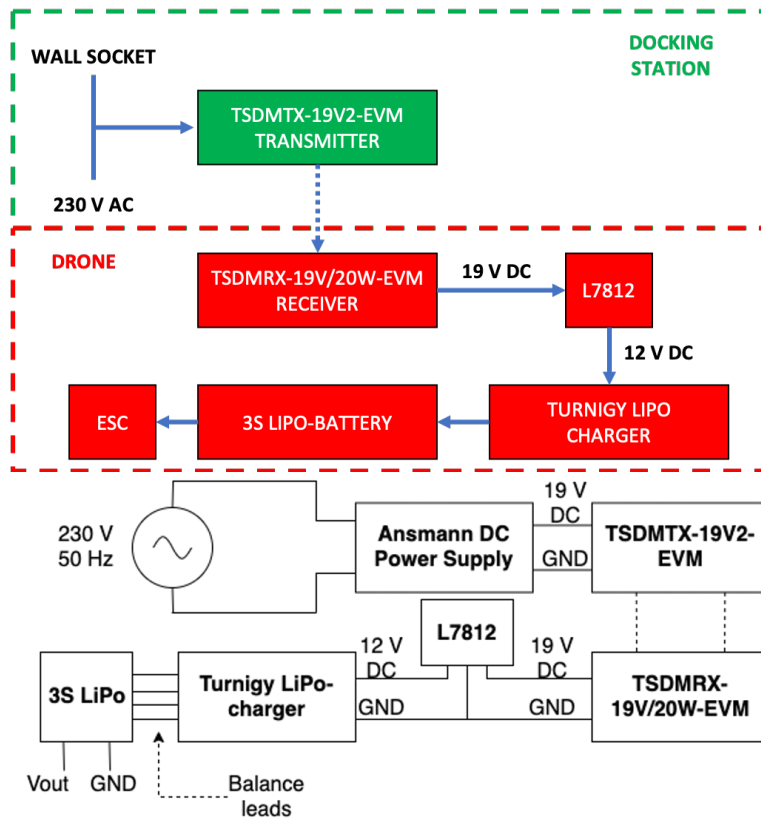 DOCKING
STATION
WALL SOCKET
TSDMTX-19V2-EVM
TRANSMITTER
230 V AC
DRONE
TSDMRX-19V/20W-EVM
RECEIVER
19 V DC
L7812
12 V DC
ESC
3S LIPO-BATTERY
TURNIGY LIPO
CHARGER
230 V
50 Hz
Ansmann DC
Power Supply
19 V
DC
GND
TSDMTX-19V2-
EVM
L7812
3S LiPo
Turnigy LiPo-
charger
12 V
DC
GND
19 V
DC
GND
TSDMRX-
19V/20W-EVM
Vout
GND
Balance
leads